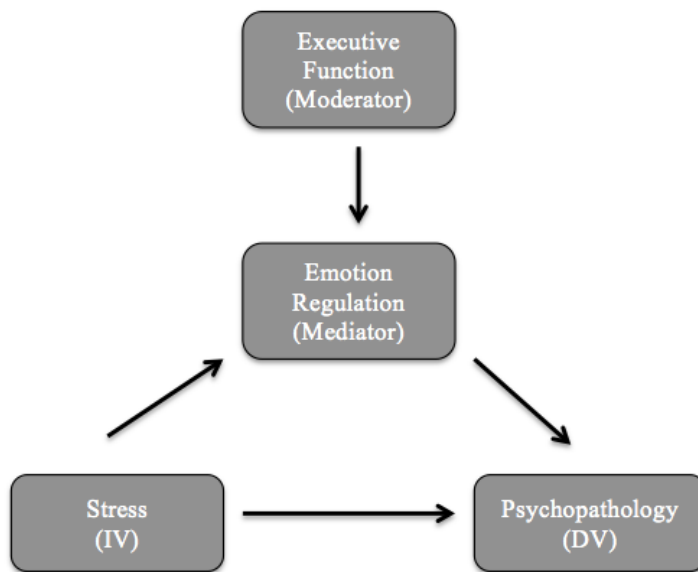 Executive
Function
(Moderator)
Emotion
Regulation
(Mediator)
Stress
(IV)
Psychopathology
(DV)